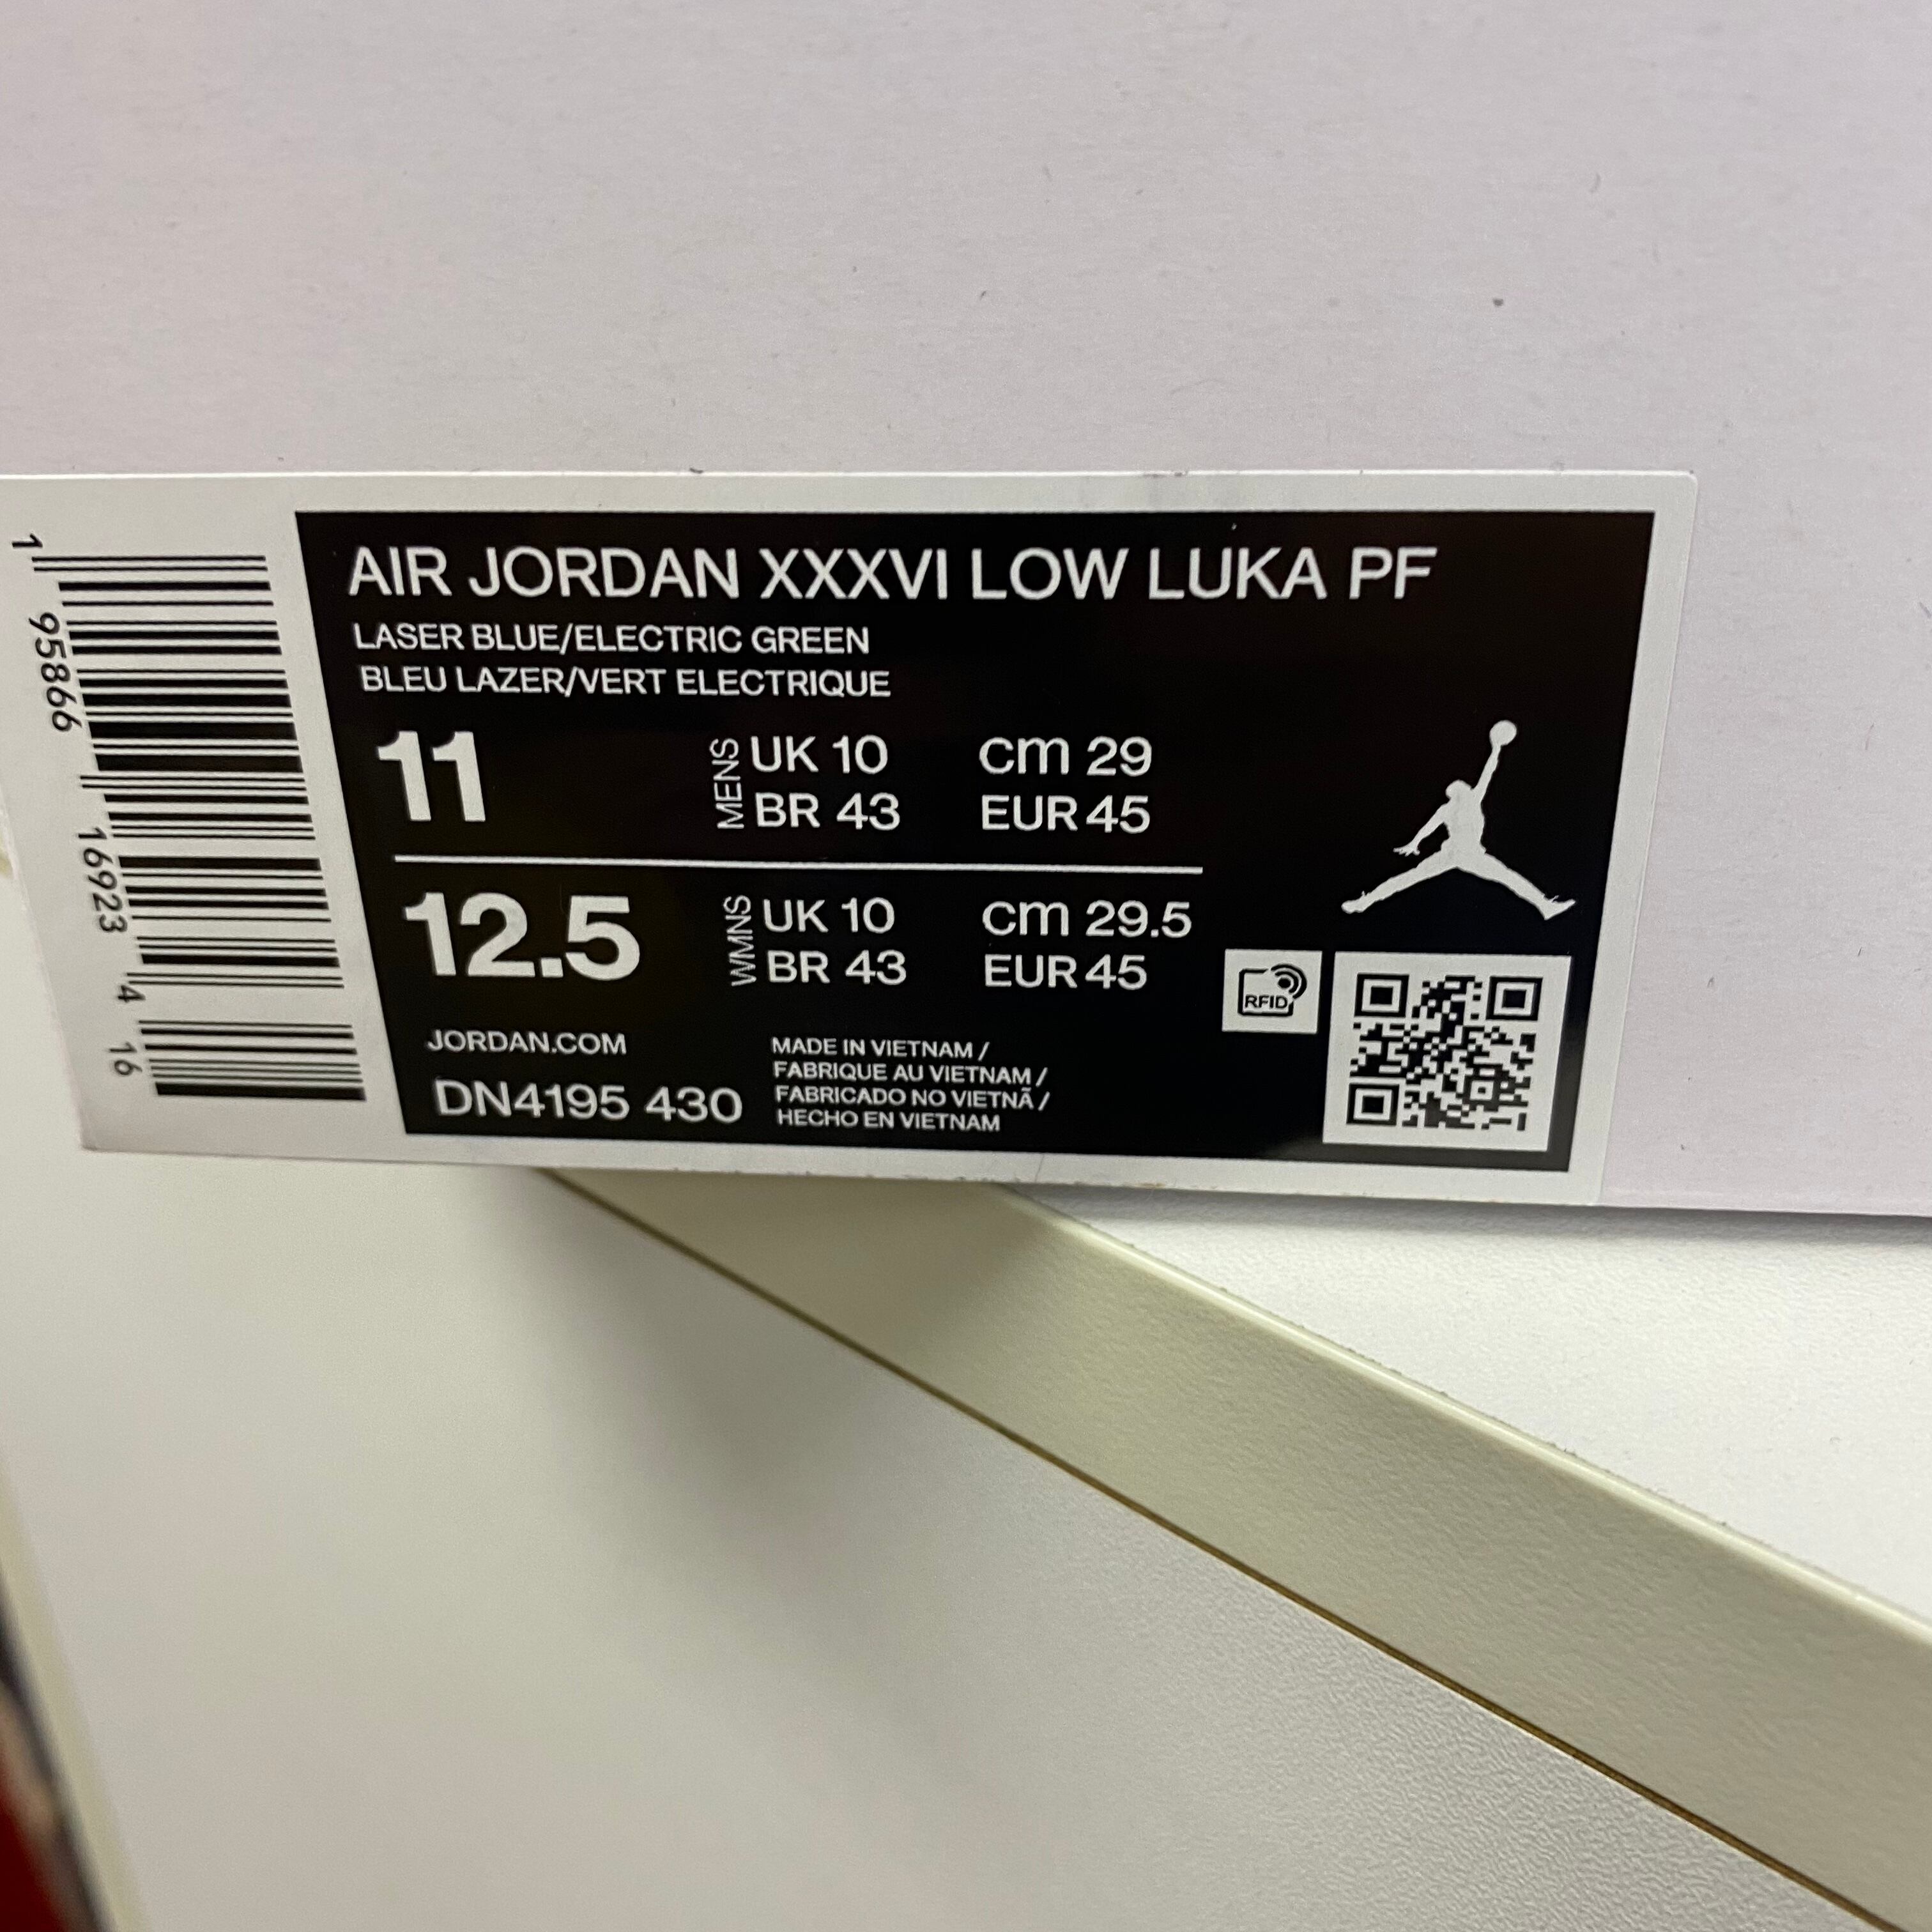 AIR JORDAN XXXVI LOW LUKA PF
LASER BLUE/ELECTRIC GREEN
BLEU LAZER/VERT ELECTRIQUE
11
MENS
UK 10 cm 29
BR 43 EUR 45
12.5
WMNS
UK 10 cm 29.5
BR 43 EUR 45
RFID
JORDAN.COM
DN4195 430
MADE IN VIETNAM /
FABRIQUE AU VIETNAM /
FABRICADO NO VIETNÃ /
HECHO EN VIETNAM
1 95866 16923 4 16